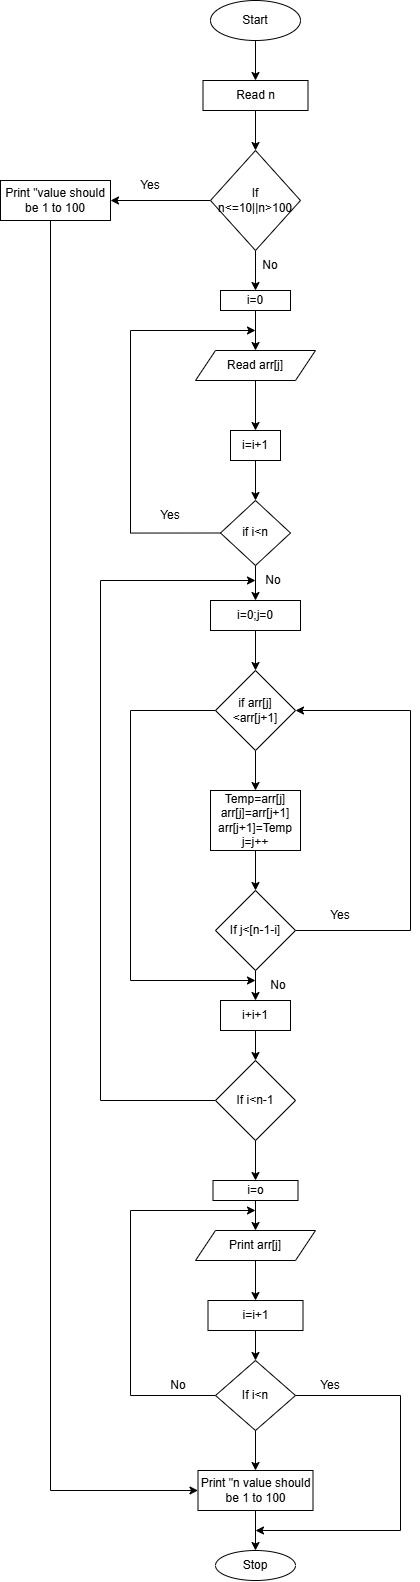 Start
Read n
If
n<=10||n>100
Yes
Print "value should
be 1 to 100
No
i=0
Read arr[j]
i=i+1
Yes
if i<n
No
i=0;j=0
if arr[j]
<arr[j+1]
Temp=arr[j]
arr[j]=arr[j+1]
arr[j+1]=Temp
j=j++
If j<[n-1-i]
Yes
No
i+i+1
If i<n-1
i=o
Print arr[j]
i=i+1
No
If i<n
Yes
Print "n value should
be 1 to 100
Stop